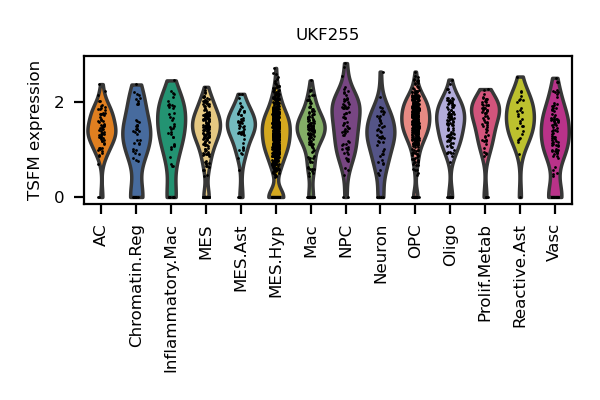 UKF255
TSFM expression
2
0
AC
Chromatin.Reg
Inflammatory.Mac
MES
MES.Ast
MES.Hyp
Mac
NPC
Neuron
OPC
Oligo
Prolif.Metab
Reactive.Ast
Vasc